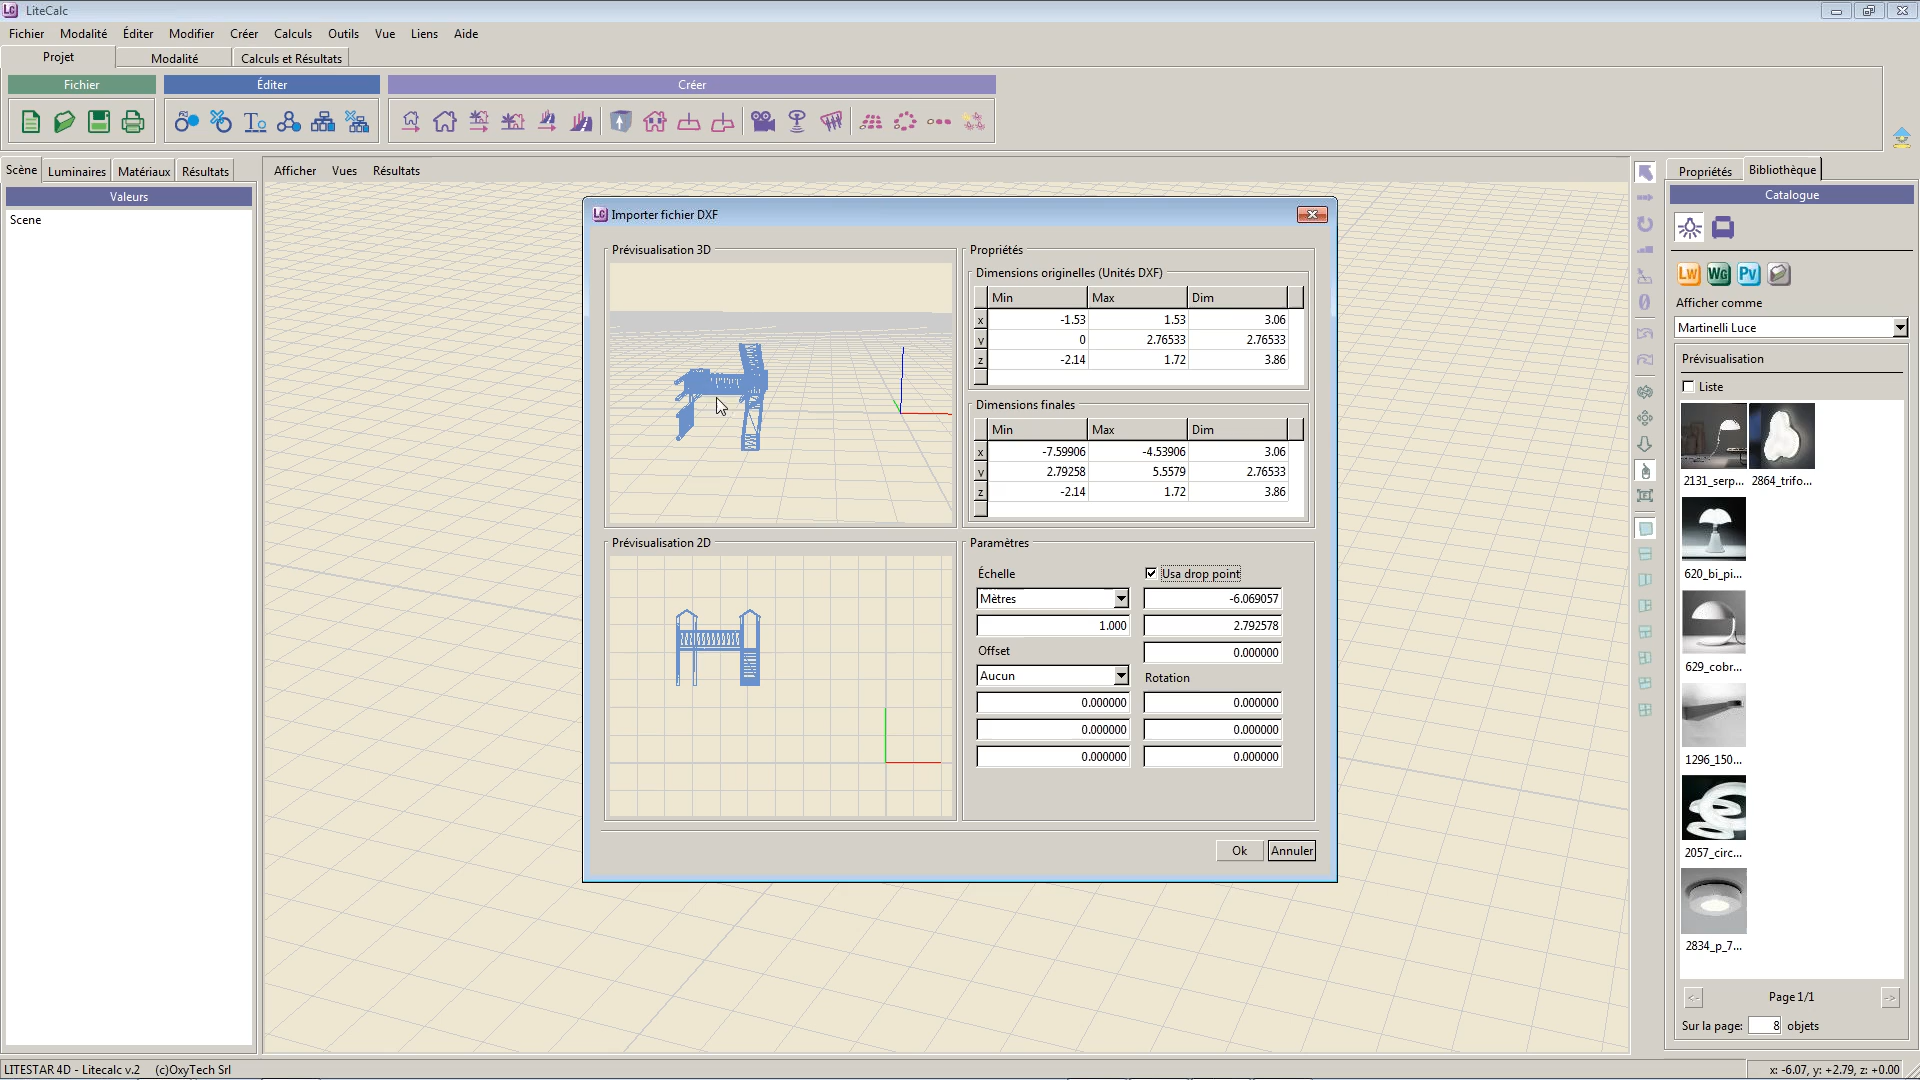 LiteCalc
Fichier Modalité Éditer Modifier Créer Calculs Outils Vue Liens Aide
Projet Modalité Calculs et Résultats
Fichier Éditer Créer
Scène Luminaires Matériaux Résultats
Valeurs
Scene
Afficher Vues Résultats
Importer fichier DXF
Prévisualisation 3D
Propriétés
Dimensions originelles (Unités DXF)
Min Max Dim
x -1.53 1.53 3.06
y 0 2.76533 2.76533
z -2.14 1.72 3.86
Dimensions finales
Min Max Dim
x -7.59906 -4.53906 3.06
y 2.79258 5.5579 2.76533
z -2.14 1.72 3.86
Prévisualisation 2D
Paramètres
Échelle Usa drop point
Mètres -6.069057
1.000 2.792578
Offset 0.000000
Aucun Rotation
0.000000 0.000000
0.000000 0.000000
0.000000 0.000000
Ok Annuler
Propriétés Bibliothèque
Catalogue
LW WG PV
Afficher comme
Martinelli Luce
Prévisualisation
Liste
2131_serp... 2864_trifo...
620_bi_pi...
629_cobr...
1296_150...
2057_circ...
2834_p_7...
<- Page 1/1 ->
Sur la page: 8 objets
LITESTAR 4D - Litecalc v.2 (c)OxyTech Srl
x: -6.07, y: +2.79, z: +0.00